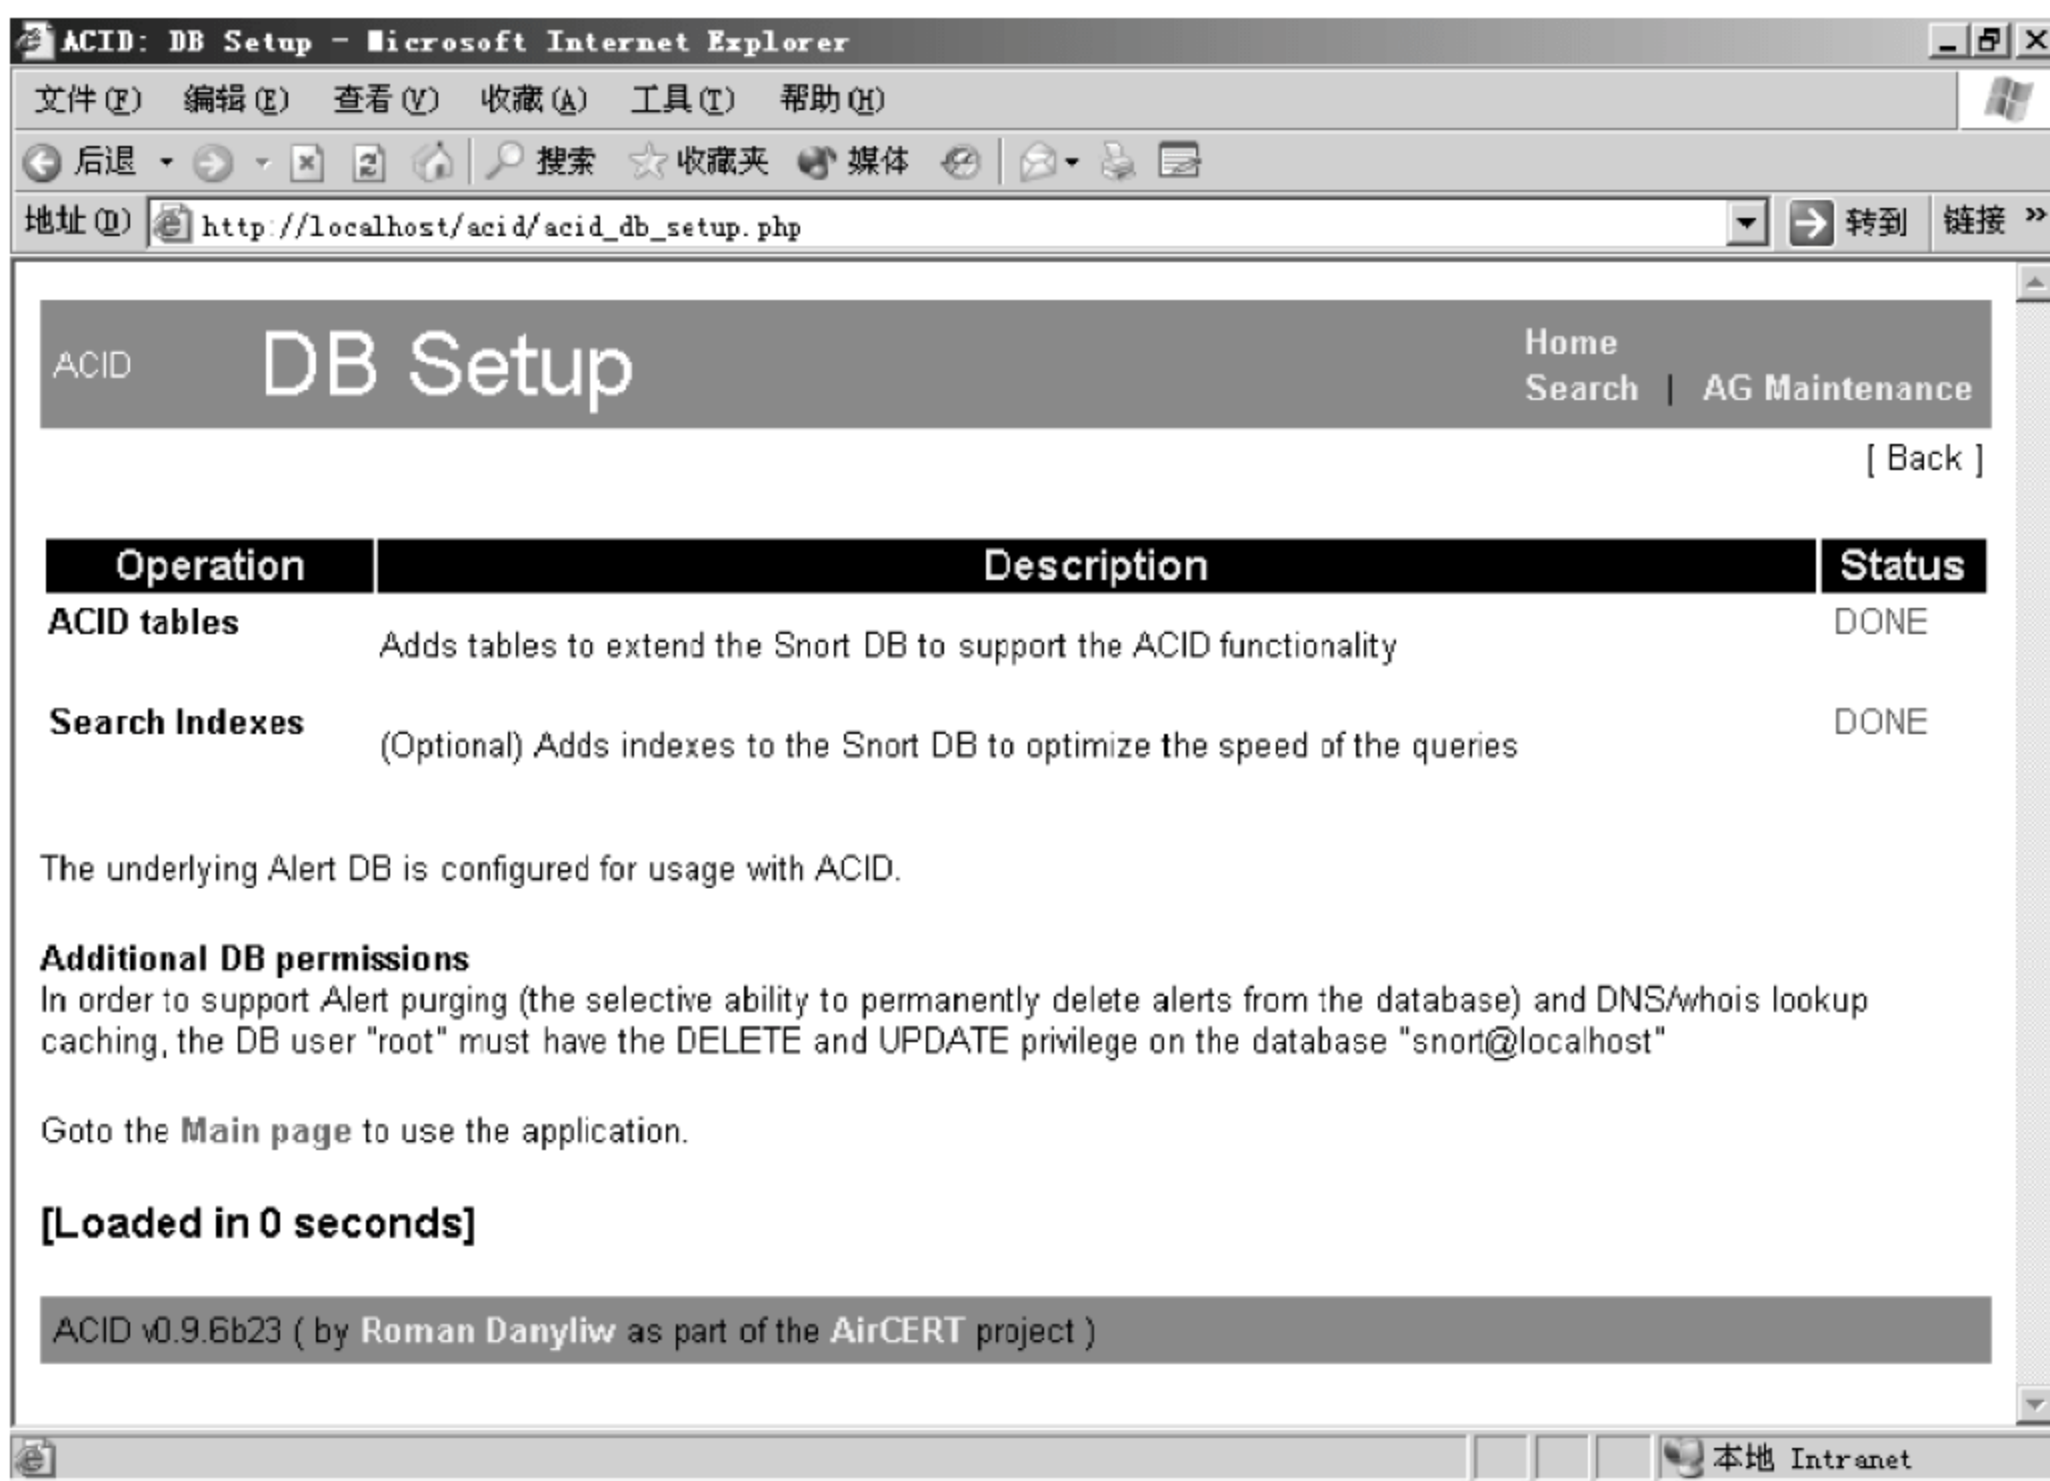 ACID: DB Setup - Microsoft Internet Explorer
文件(F) 编辑(E) 查看(V) 收藏(A) 工具(T) 帮助(H)
后退 搜索 收藏夹 媒体
地址(D) http://localhost/acid/acid_db_setup.php 转到 链接 »
ACID DB Setup
Home
Search | AG Maintenance
[ Back ]
Operation Description Status
ACID tables Adds tables to extend the Snort DB to support the ACID functionality DONE
Search Indexes (Optional) Adds indexes to the Snort DB to optimize the speed of the queries DONE
The underlying Alert DB is configured for usage with ACID.
Additional DB permissions
In order to support Alert purging (the selective ability to permanently delete alerts from the database) and DNS/whois lookup
caching, the DB user "root" must have the DELETE and UPDATE privilege on the database "snort@localhost"
Goto the Main page to use the application.
[Loaded in 0 seconds]
ACID v0.9.6b23 ( by Roman Danyliw as part of the AirCERT project )
本地 Intranet